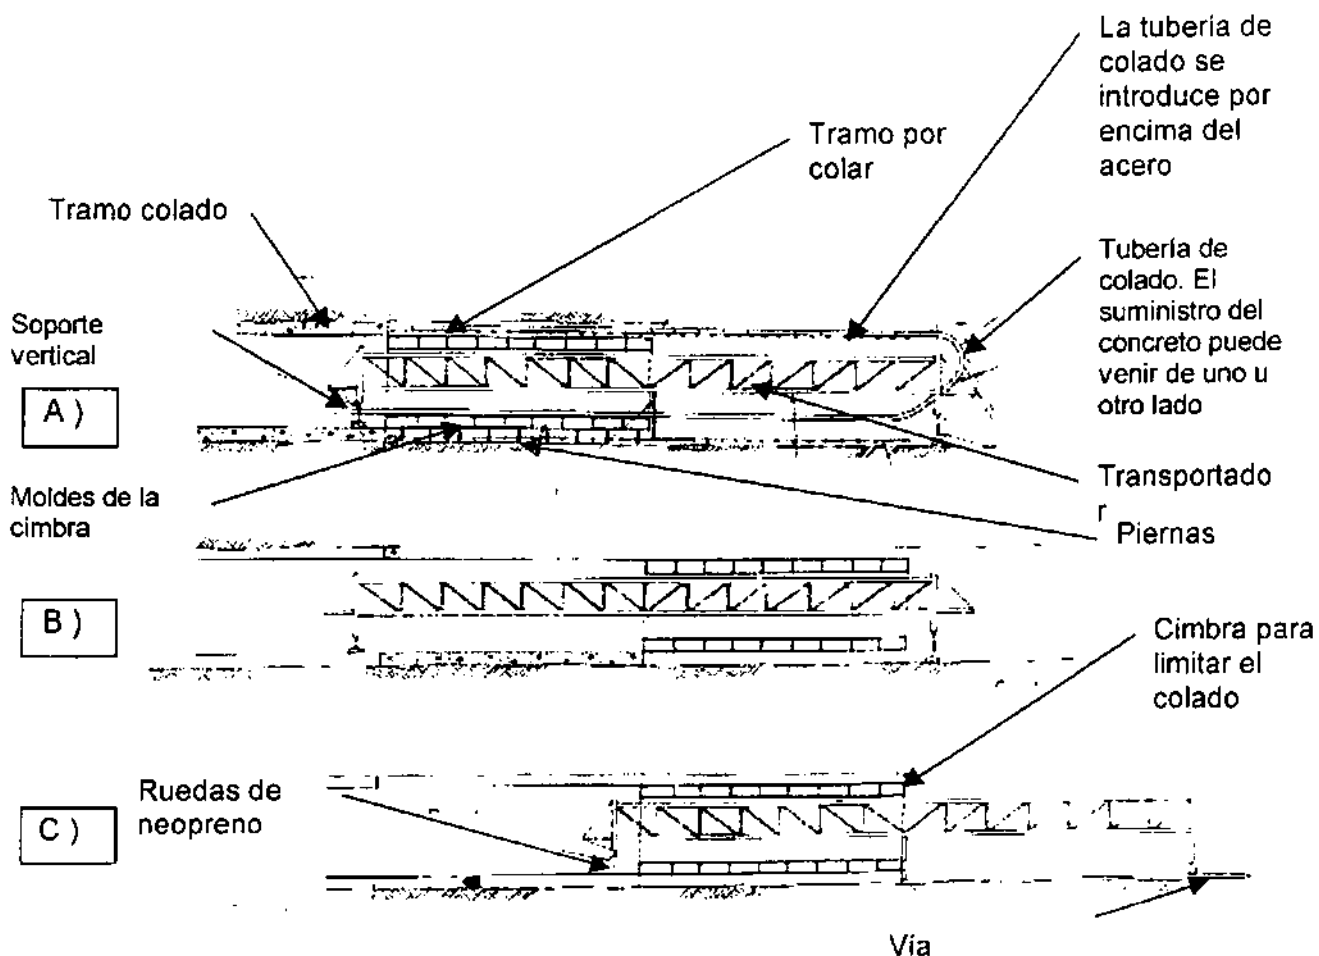 La tubería de
colado se
introduce por
encima del
acero
Tramo por
colar
Tramo colado
Tubería de
colado. El
suministro del
concreto puede
venir de uno u
otro lado
Soporte
vertical
A )
Transportado
r
Moldes de la
cimbra
Piernas
B )
Cimbra para
limitar el
colado
Ruedas de
neopreno
C )
Vía